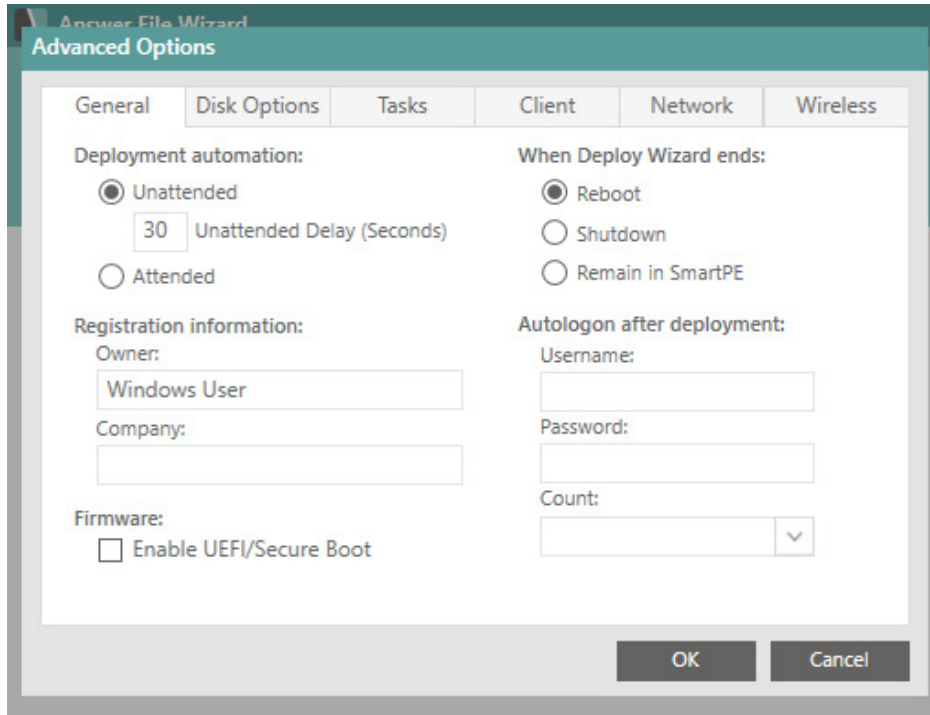 Answer File Wizard
Advanced Options
General Disk Options Tasks Client Network Wireless
Deployment automation:
Unattended
30 Unattended Delay (Seconds)
Attended
Registration information:
Owner:
Windows User
Company:
Firmware:
Enable UEFI/Secure Boot
When Deploy Wizard ends:
Reboot
Shutdown
Remain in SmartPE
Autologon after deployment:
Username:
Password:
Count:
OK Cancel